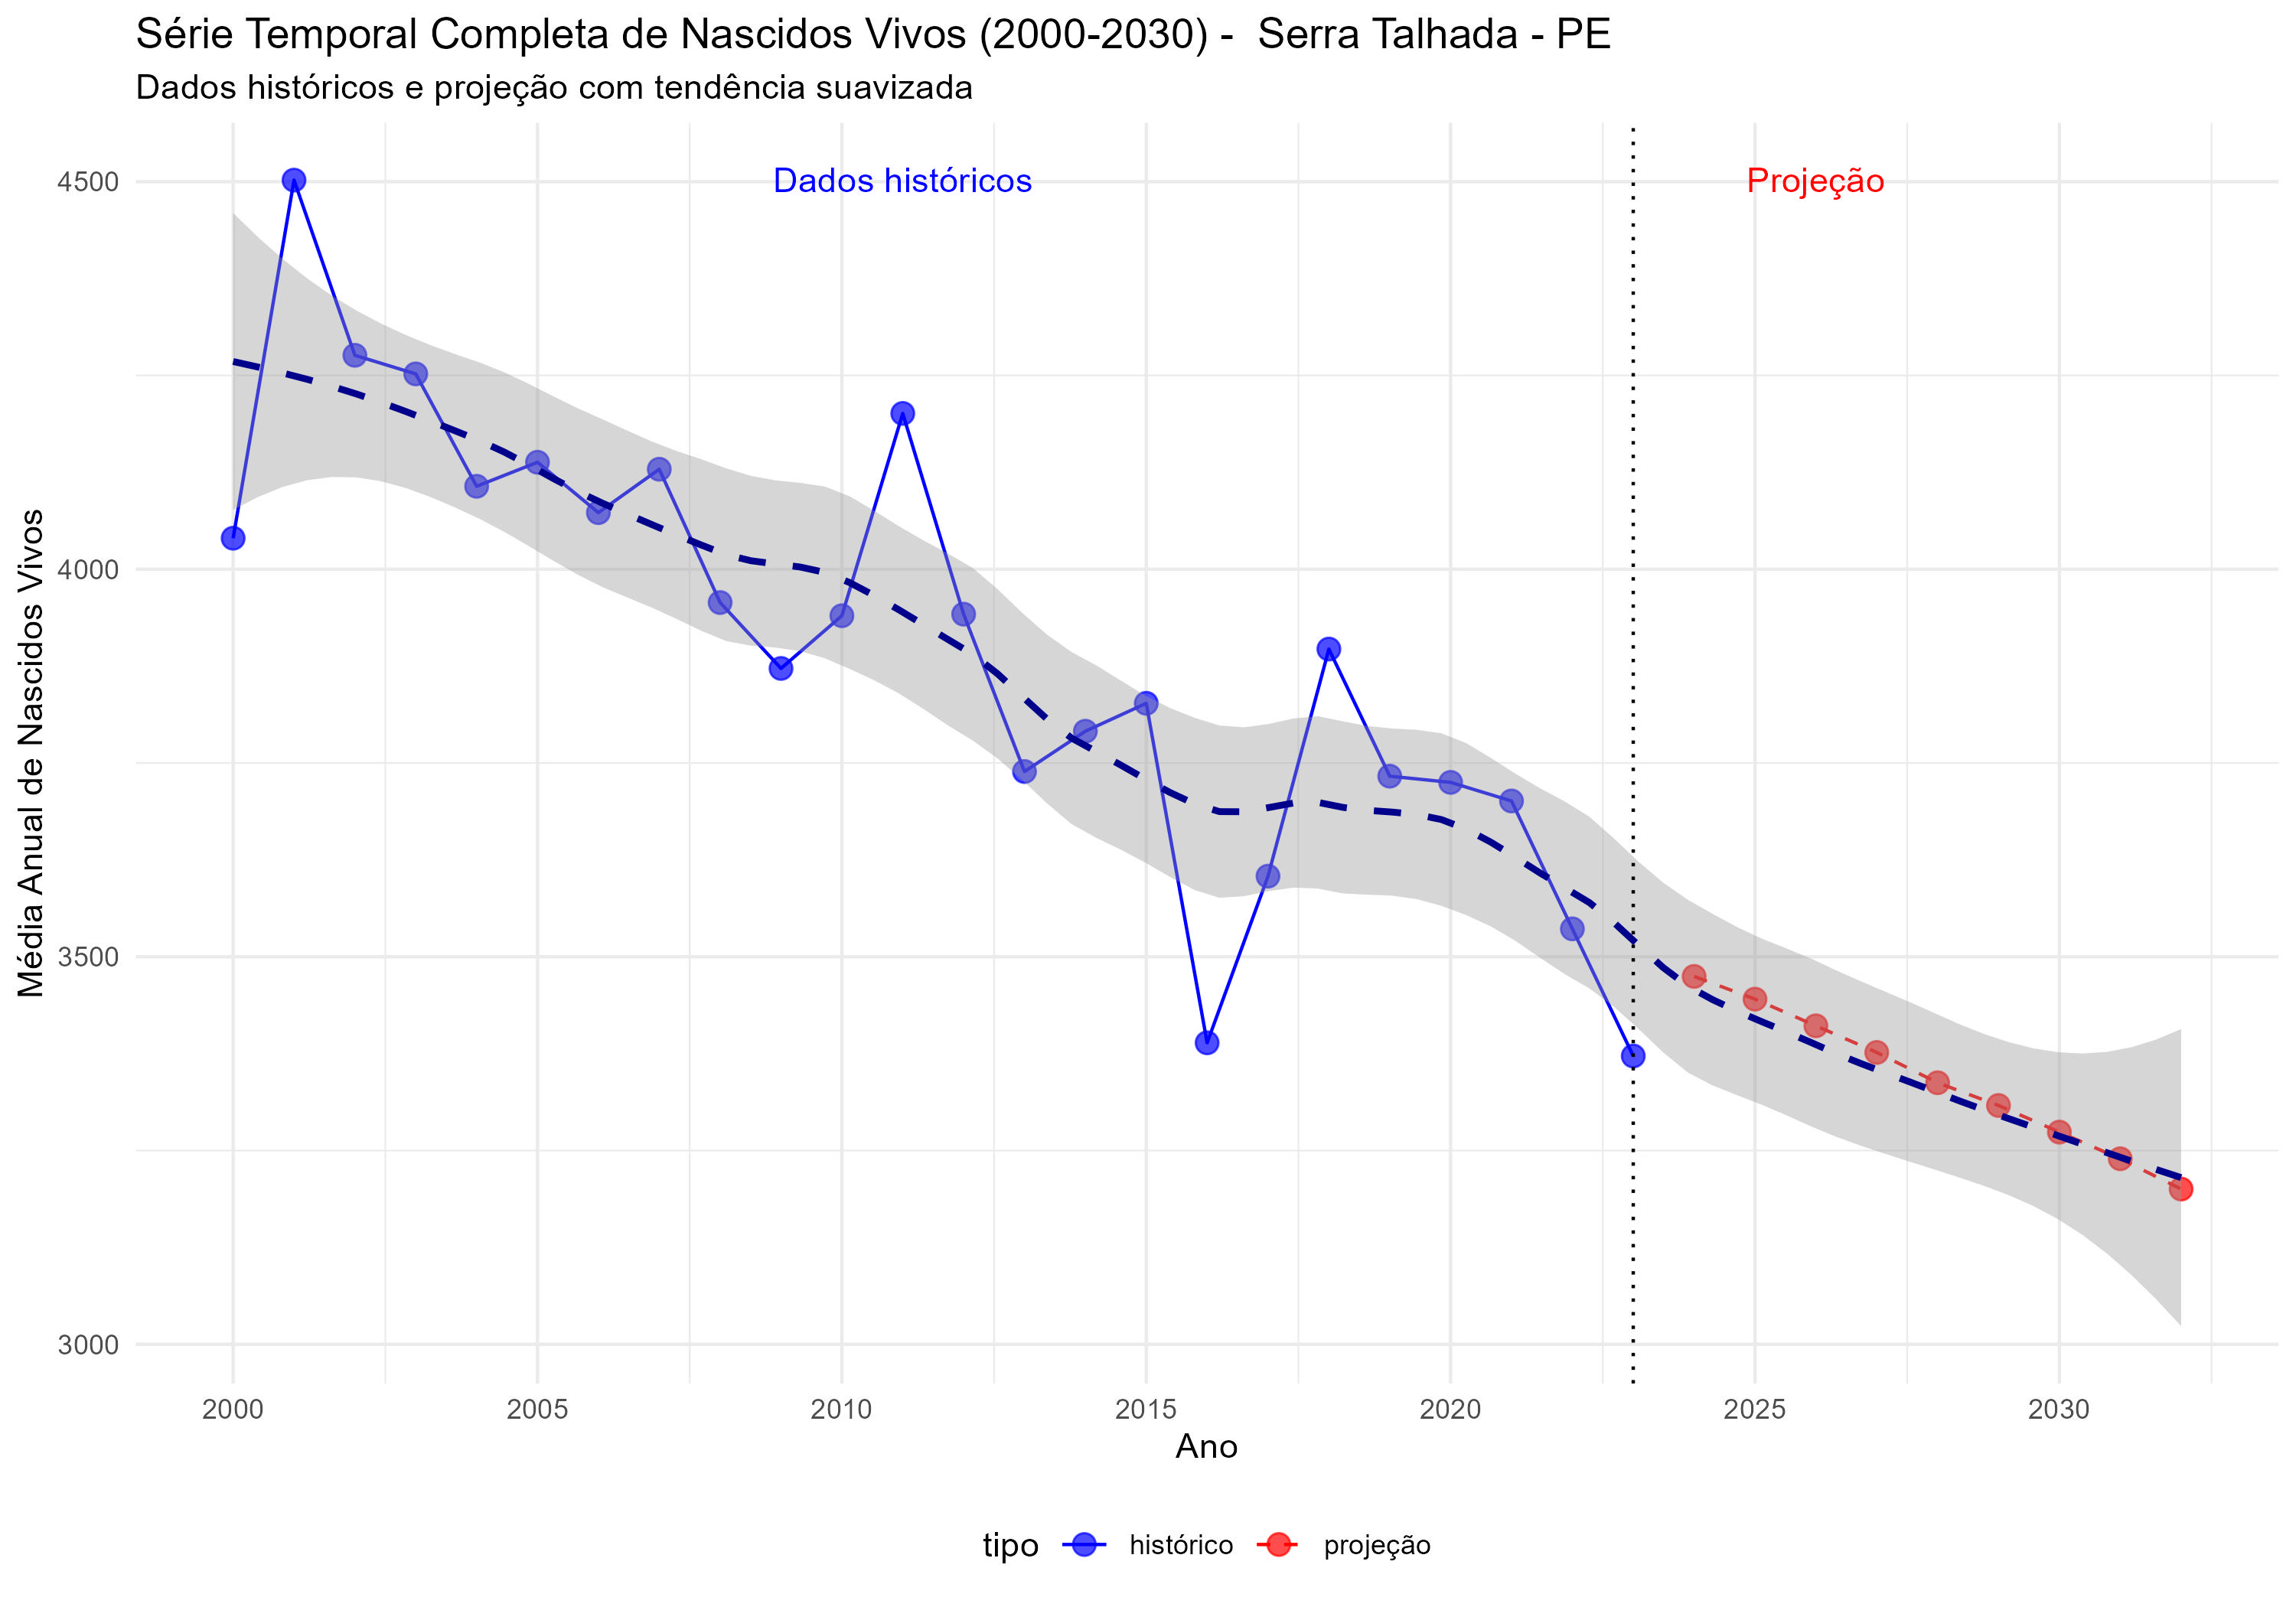 Série Temporal Completa de Nascidos Vivos (2000-2030) -  Serra Talhada - PE
Dados históricos e projeção com tendência suavizada
Dados históricos
Projeção
Média Anual de Nascidos Vivos
4500
4000
3500
3000
2000 2005 2010 2015 2020 2025 2030
Ano
tipo histórico projeção